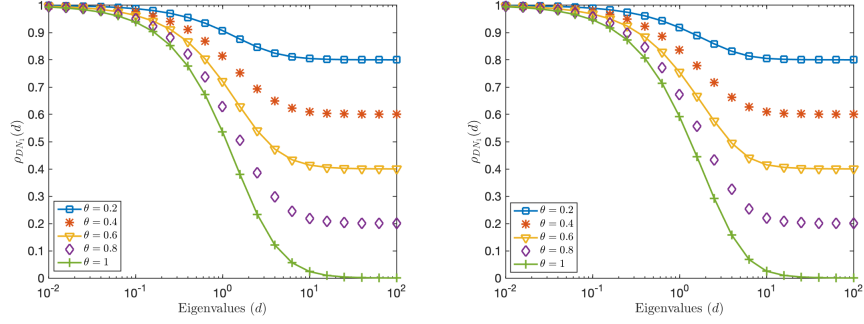 1
0.9
0.8
0.7
0.6
0.5
0.4
0.3
0.2
0.1
0
ρ_{DN_1}(d)
θ = 0.2
θ = 0.4
θ = 0.6
θ = 0.8
θ = 1
10^{-2} 10^{-1} 10^{0} 10^{1} 10^{2}
Eigenvalues (d)
1
0.9
0.8
0.7
0.6
0.5
0.4
0.3
0.2
0.1
0
ρ_{DN_1}(d)
θ = 0.2
θ = 0.4
θ = 0.6
θ = 0.8
θ = 1
10^{-2} 10^{-1} 10^{0} 10^{1} 10^{2}
Eigenvalues (d)